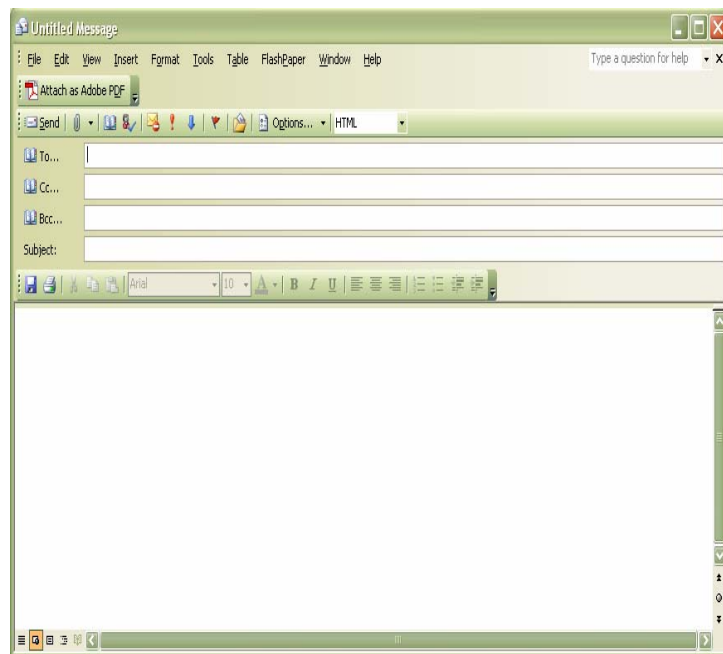 Untitled Message
File Edit View Insert Format Tools Table FlashPaper Window Help Type a question for help
Attach as Adobe PDF
Send Options... HTML
To...
Cc...
Bcc...
Subject:
Arial 10 A B I U